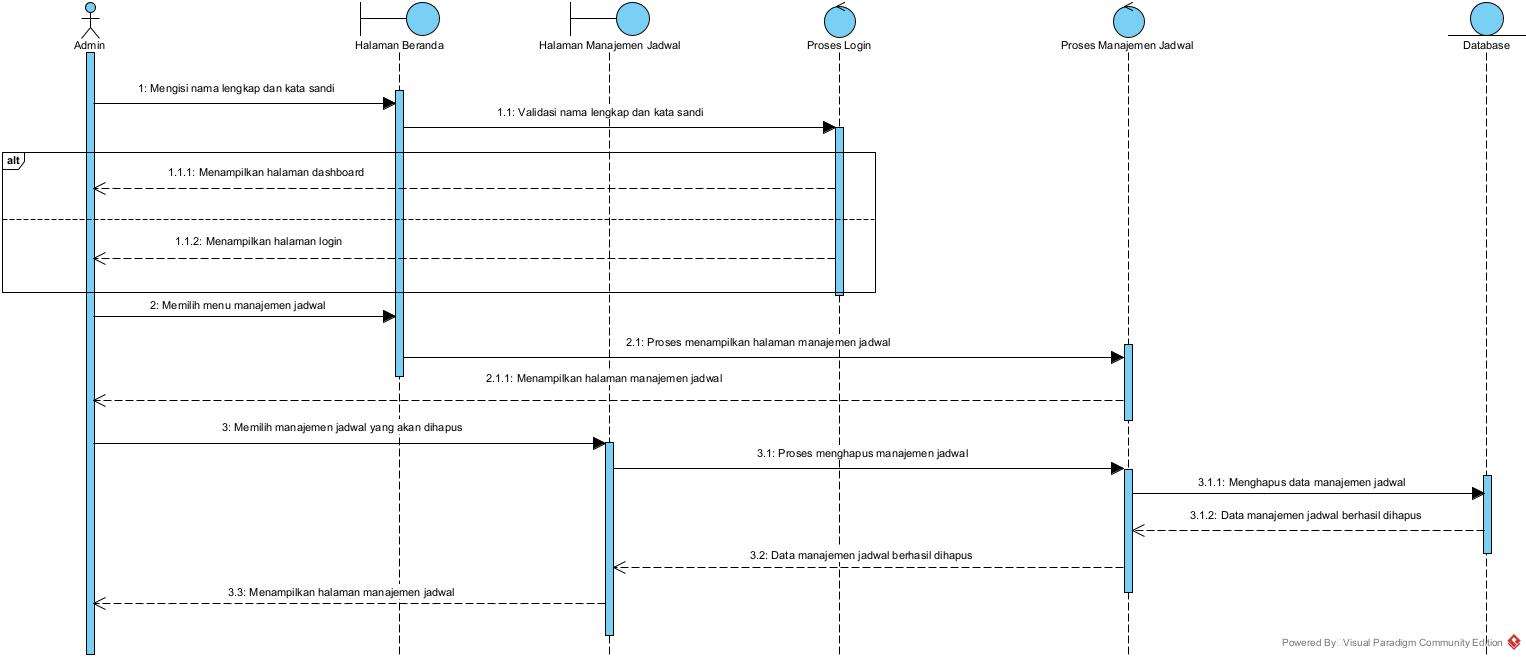 Admin
Halaman Beranda
Halaman Manajemen Jadwal
Proses Login
Proses Manajemen Jadwal
Database
1: Mengisi nama lengkap dan kata sandi
1.1: Validasi nama lengkap dan kata sandi
alt
1.1.1: Menampilkan halaman dashboard
1.1.2: Menampilkan halaman login
2: Memilih menu manajemen jadwal
2.1: Proses menampilkan halaman manajemen jadwal
2.1.1: Menampilkan halaman manajemen jadwal
3: Memilih manajemen jadwal yang akan dihapus
3.1: Proses menghapus manajemen jadwal
3.1.1: Menghapus data manajemen jadwal
3.1.2: Data manajemen jadwal berhasil dihapus
3.2: Data manajemen jadwal berhasil dihapus
3.3: Menampilkan halaman manajemen jadwal
Powered By Visual Paradigm Community Edition